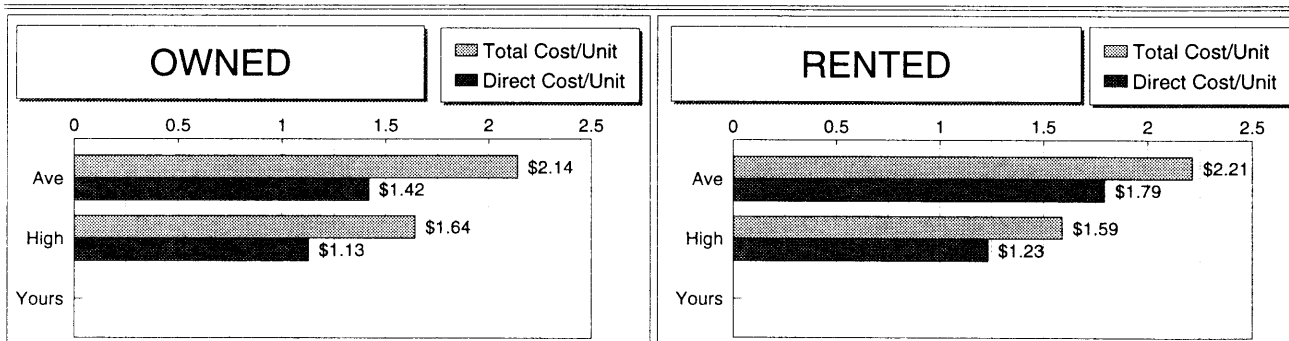 OWNED
Total Cost/Unit
Direct Cost/Unit
0 0.5 1 1.5 2 2.5
Ave
$2.14
$1.42
High
$1.64
$1.13
Yours
RENTED
Total Cost/Unit
Direct Cost/Unit
0 0.5 1 1.5 2 2.5
Ave
$2.21
$1.79
High
$1.59
$1.23
Yours